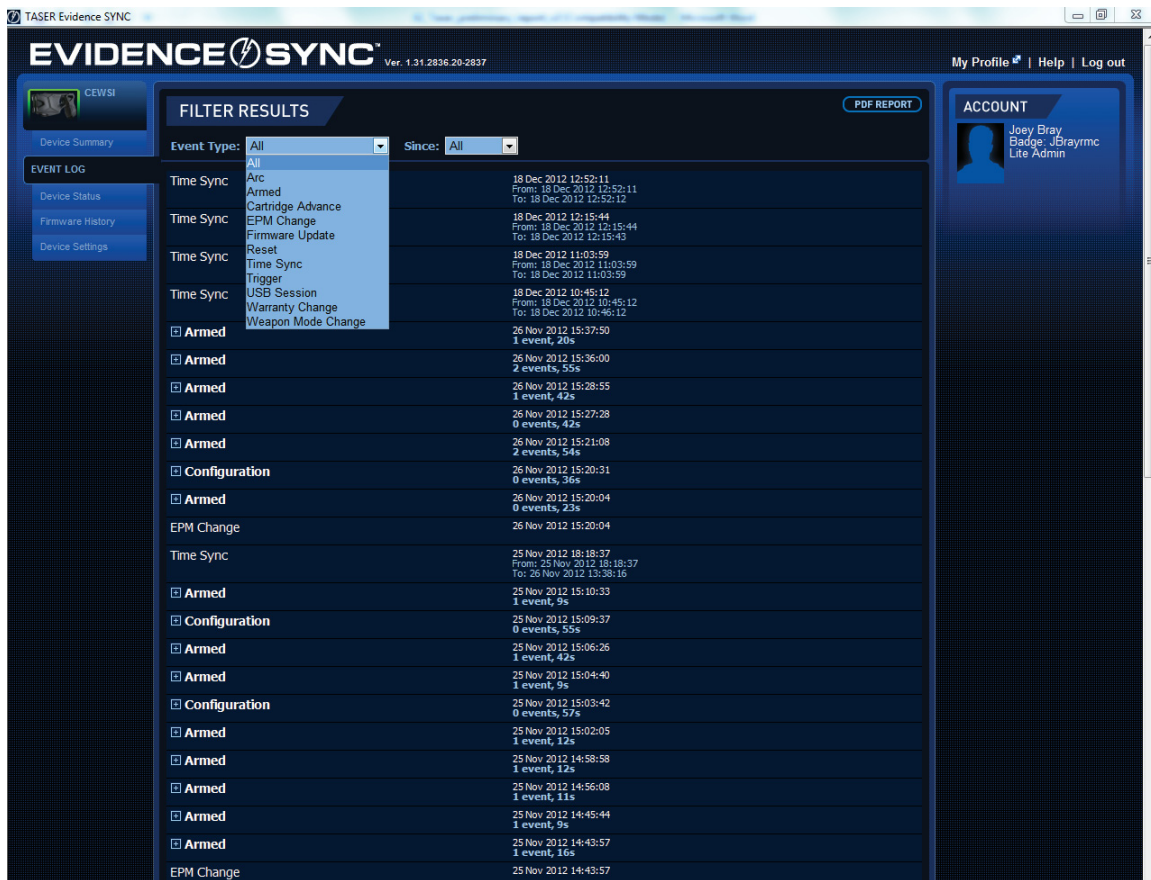 TASER Evidence SYNC
EVIDENCE SYNC™ Ver. 1.31.2836.20-2837
My Profile | Help | Log out
CEWSI
Device Summary
EVENT LOG
Device Status
Firmware History
Device Settings
FILTER RESULTS
PDF REPORT
Event Type: All
Since: All
All
Arc
Armed
Cartridge Advance
EPM Change
Firmware Update
Reset
Time Sync
Trigger
USB Session
Warranty Change
Weapon Mode Change
Time Sync
18 Dec 2012 12:52:11
From: 18 Dec 2012 12:52:11
To: 18 Dec 2012 12:52:12
Time Sync
18 Dec 2012 12:15:44
From: 18 Dec 2012 12:15:44
To: 18 Dec 2012 12:15:43
Time Sync
18 Dec 2012 11:03:59
From: 18 Dec 2012 11:03:59
To: 18 Dec 2012 11:03:59
Time Sync
18 Dec 2012 10:45:12
From: 18 Dec 2012 10:45:12
To: 18 Dec 2012 10:46:12
Armed
26 Nov 2012 15:37:50
1 event, 20s
Armed
26 Nov 2012 15:36:00
2 events, 55s
Armed
26 Nov 2012 15:28:55
1 event, 42s
Armed
26 Nov 2012 15:27:28
0 events, 42s
Armed
26 Nov 2012 15:21:08
2 events, 54s
Configuration
26 Nov 2012 15:20:31
0 events, 36s
Armed
26 Nov 2012 15:20:04
0 events, 23s
EPM Change
26 Nov 2012 15:20:04
Time Sync
25 Nov 2012 18:18:37
From: 25 Nov 2012 18:18:37
To: 26 Nov 2012 13:38:16
Armed
25 Nov 2012 15:10:33
1 event, 9s
Configuration
25 Nov 2012 15:09:37
0 events, 55s
Armed
25 Nov 2012 15:06:26
1 event, 42s
Armed
25 Nov 2012 15:04:40
1 event, 9s
Configuration
25 Nov 2012 15:03:42
0 events, 57s
Armed
25 Nov 2012 15:02:05
1 event, 12s
Armed
25 Nov 2012 14:58:58
1 event, 12s
Armed
25 Nov 2012 14:56:08
1 event, 11s
Armed
25 Nov 2012 14:45:44
1 event, 9s
Armed
25 Nov 2012 14:43:57
1 event, 16s
EPM Change
25 Nov 2012 14:43:57
ACCOUNT
Joey Bray
Badge: JBrayrmc
Lite Admin